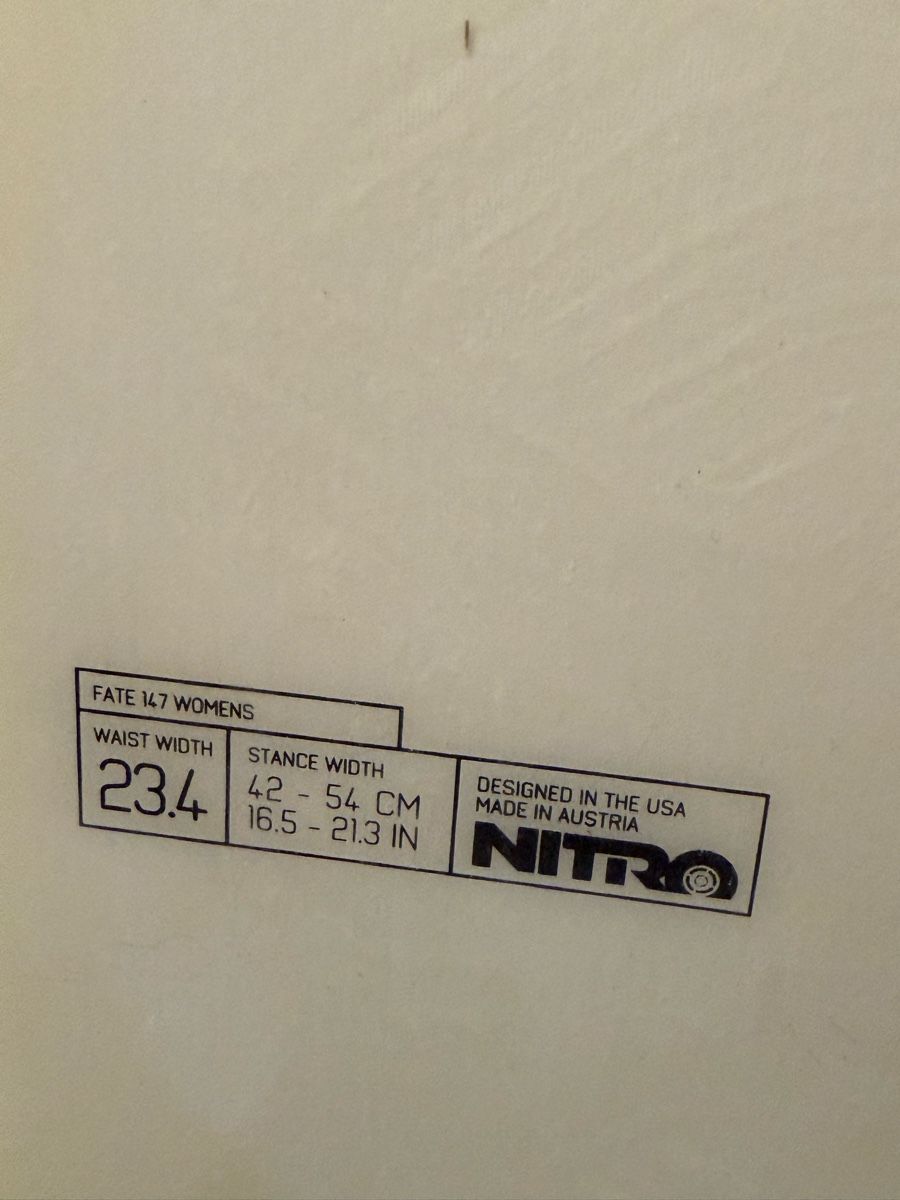 FATE 147 WOMENS
WAIST WIDTH
23.4
STANCE WIDTH
42 - 54 CM
16.5 - 21.3 IN
DESIGNED IN THE USA
MADE IN AUSTRIA
NITRO